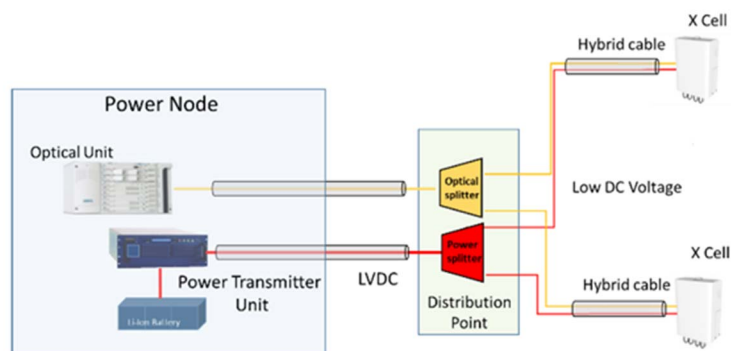 X Cell
Hybrid cable
Power Node
Optical Unit
Optical
splitter
Low DC Voltage
Power
splitter
X Cell
Power Transmitter
Unit
LVDC
Hybrid cable
Distribution
Point
Li-Ion Battery